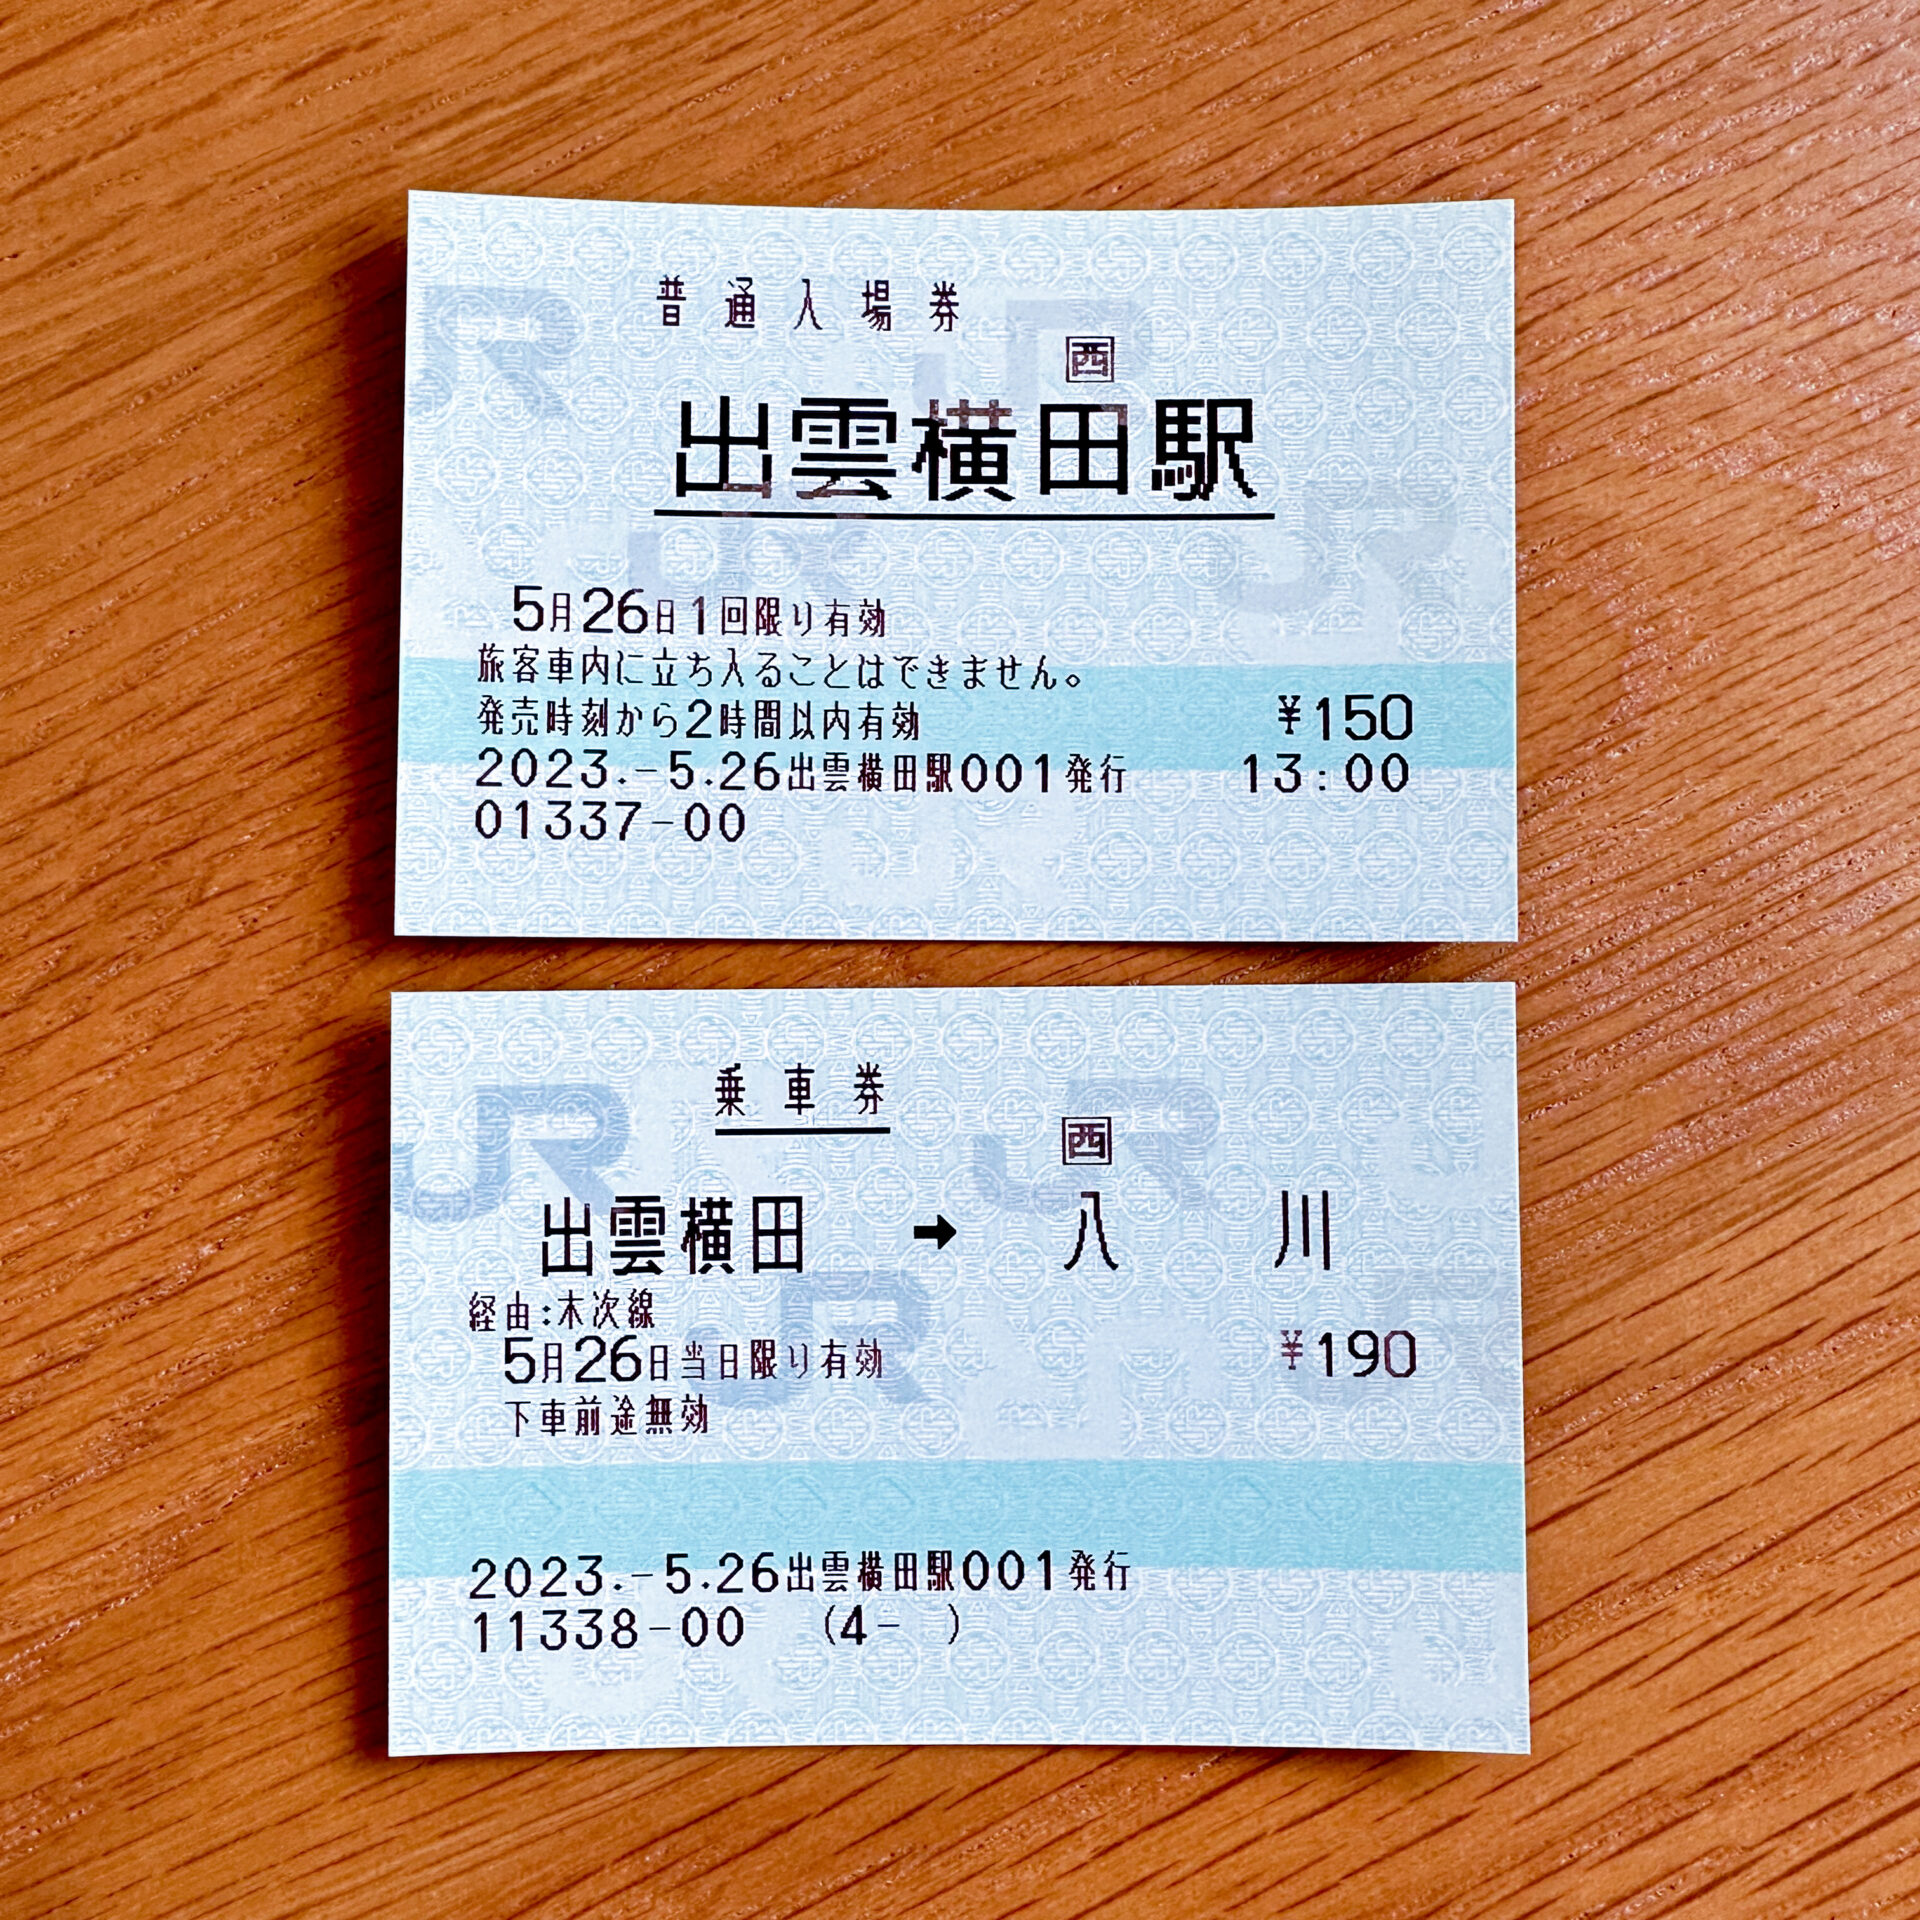 普通入場券
西
出雲横田駅
5月26日1回限り有効
旅客車内に立ち入ることはできません。
発売時刻から2時間以内有効 ¥150
2023.-5.26出雲横田駅001発行 13:00
01337-00
乗車券
西
出雲横田 → 八川
経由:木次線
5月26日当日限り有効 ¥190
下車前途無効
2023.-5.26出雲横田駅001発行
11338-00 (4- )